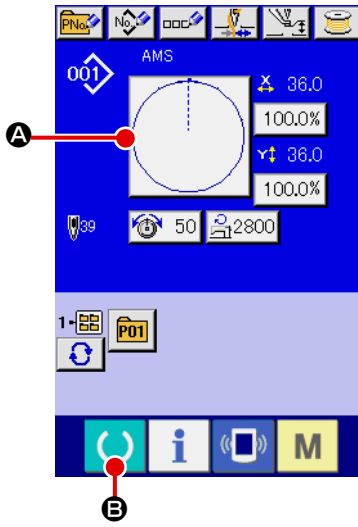 PNo. No.
001 AMS
X 36.0
A
100.0%
Y 36.0
100.0%
39 50 2800
1• P01
i M
B